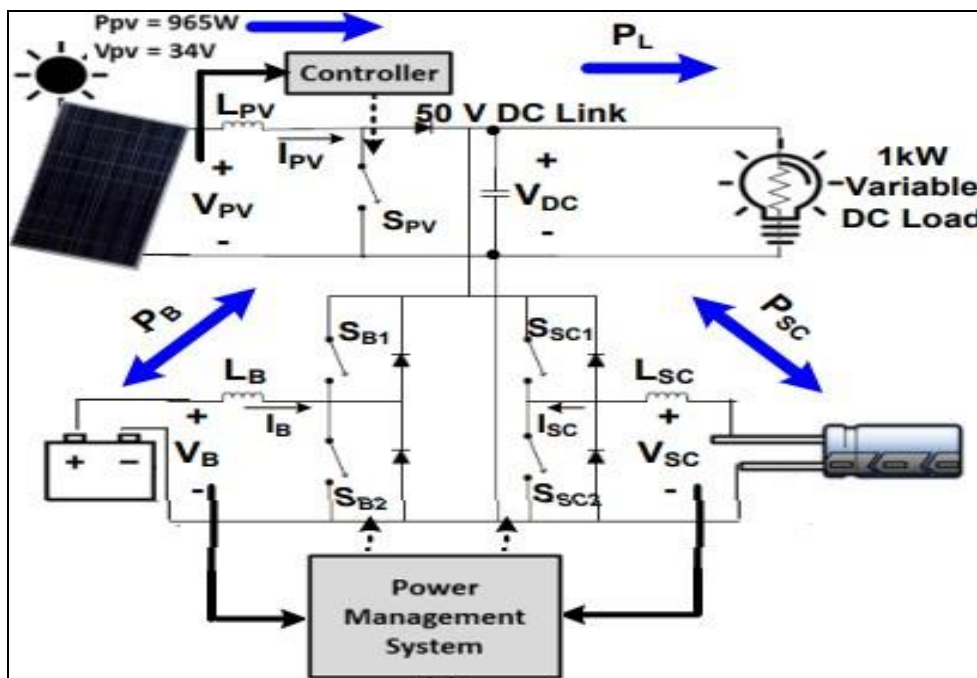 Ppv = 965W
Vpv = 34V
Controller
PL
LPV
50 V DC Link
IPV
+
VPV
-
SPV
+
VDC
-
1kW
Variable
DC Load
PB
PSC
SB1
SSC1
LB
LSC
+
IB
ISC
+
VB
VSC
-
-
+ −
SB2
SSC2
Power
Management
System